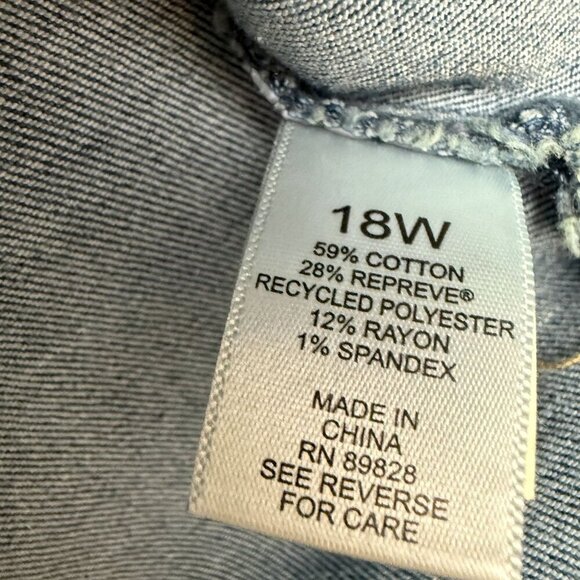 18W
59% COTTON
28% REPREVE®
RECYCLED POLYESTER
12% RAYON
1% SPANDEX
MADE IN
CHINA
RN 89828
SEE REVERSE
FOR CARE